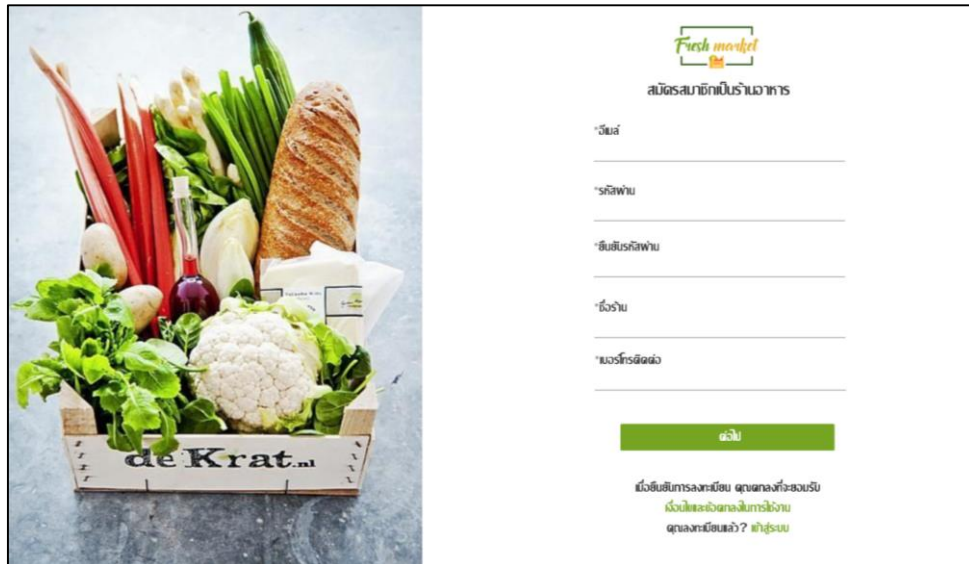 Fresh market
สมัครสมาชิกเป็นร้านอาหาร
*อีเมล์
*รหัสผ่าน
*ยืนยันรหัสผ่าน
*ชื่อร้าน
*เบอร์โทรติดต่อ
ต่อไป
เมื่อยืนยันการลงทะเบียน คุณตกลงที่จะยอมรับ
เงื่อนไขและข้อตกลงในการใช้งาน
คุณลงทะเบียนแล้ว? เข้าสู่ระบบ
deKrat.nl